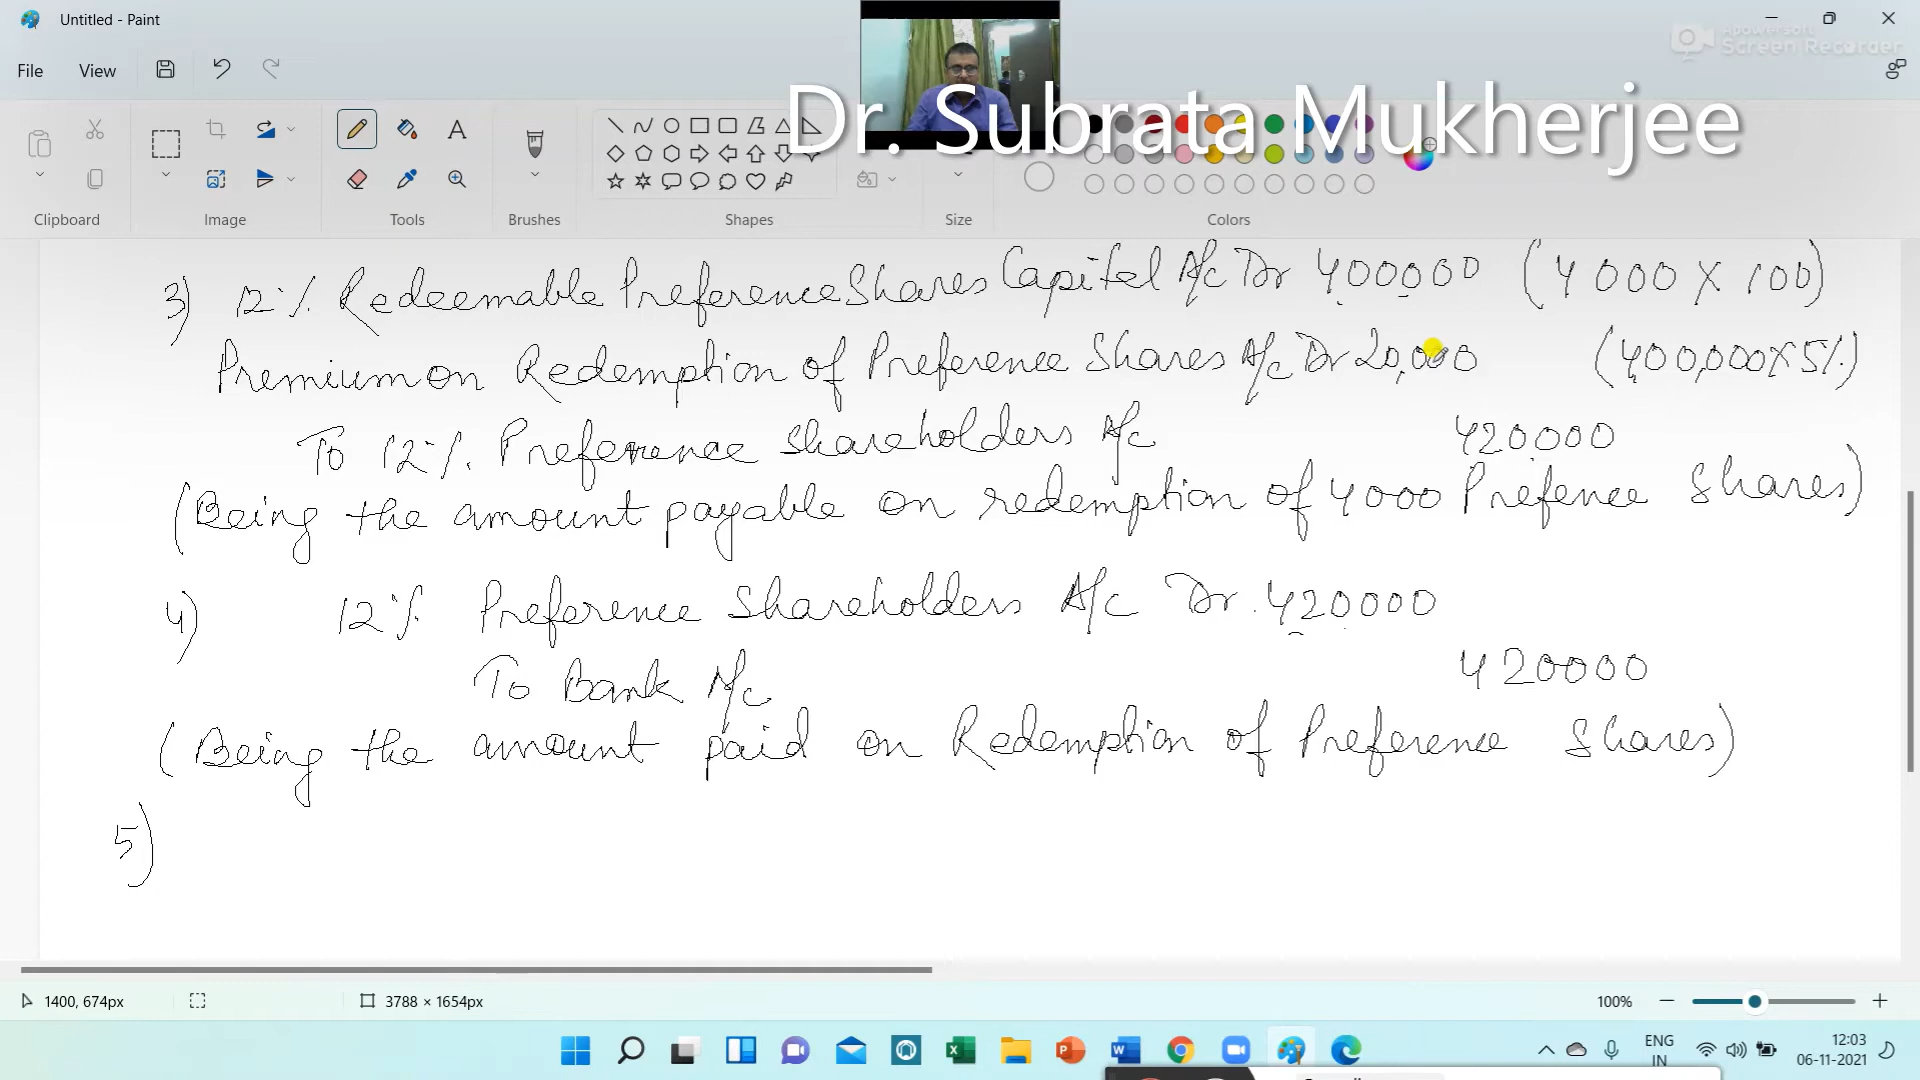 Untitled - Paint
Apowersoft
Screen Recorder
File View
Dr. Subrata Mukherjee
Clipboard Image Tools Brushes Shapes Size Colors
3) 12% Redeemable Preference Shares Capital A/c Dr 400000 (4000 X 100)
Premium on Redemption of Preference Shares A/c Dr 20,000 (400,000 X 5%)
To 12% Preference shareholders A/c 420000
(Being the amount payable on redemption of 4000 Prefence Shares)
4) 12% Preference Shareholders A/c Dr. 420000
To Bank A/c 420000
(Being the amount paid on Redemption of Preference Shares)
5)
1400, 674px 3788 × 1654px 100%
ENG
IN
12:03
06-11-2021